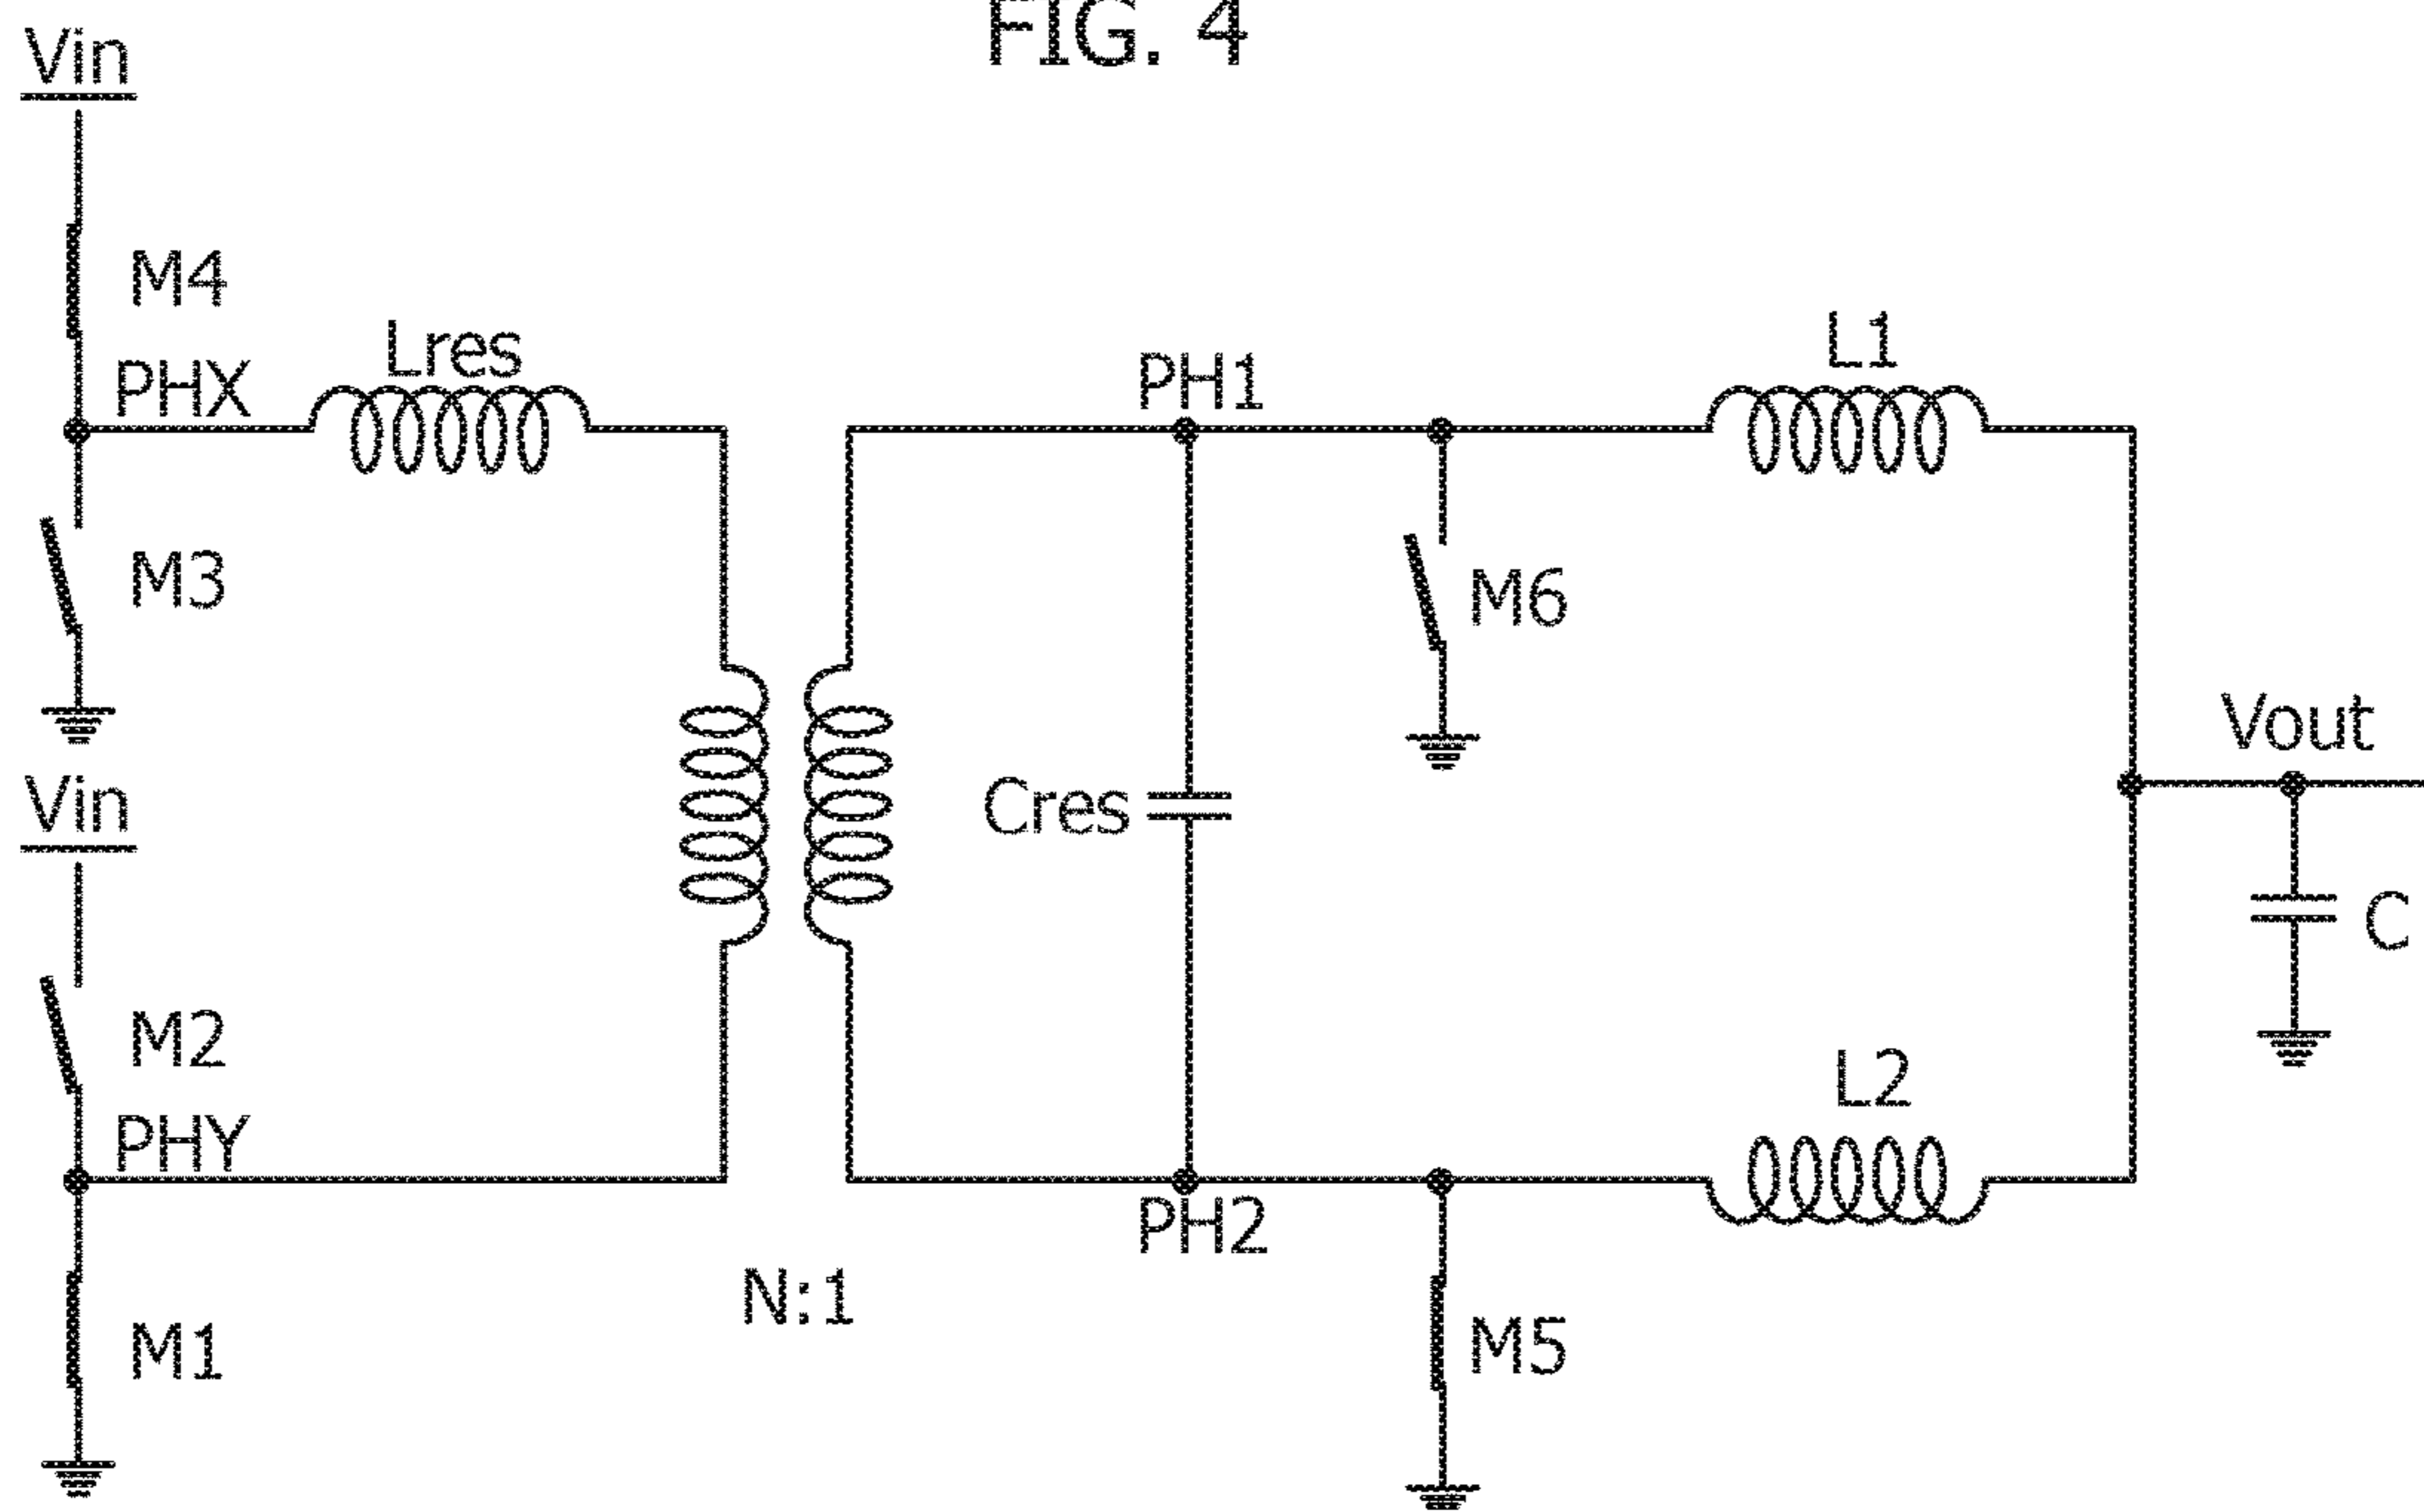 FIG. 4
Vin
M4
PHX
Lres
PH1
L1
M3
M6
Vin
Cres
Vout
C
M2
PHY
L2
PH2
N:1
M1
M5